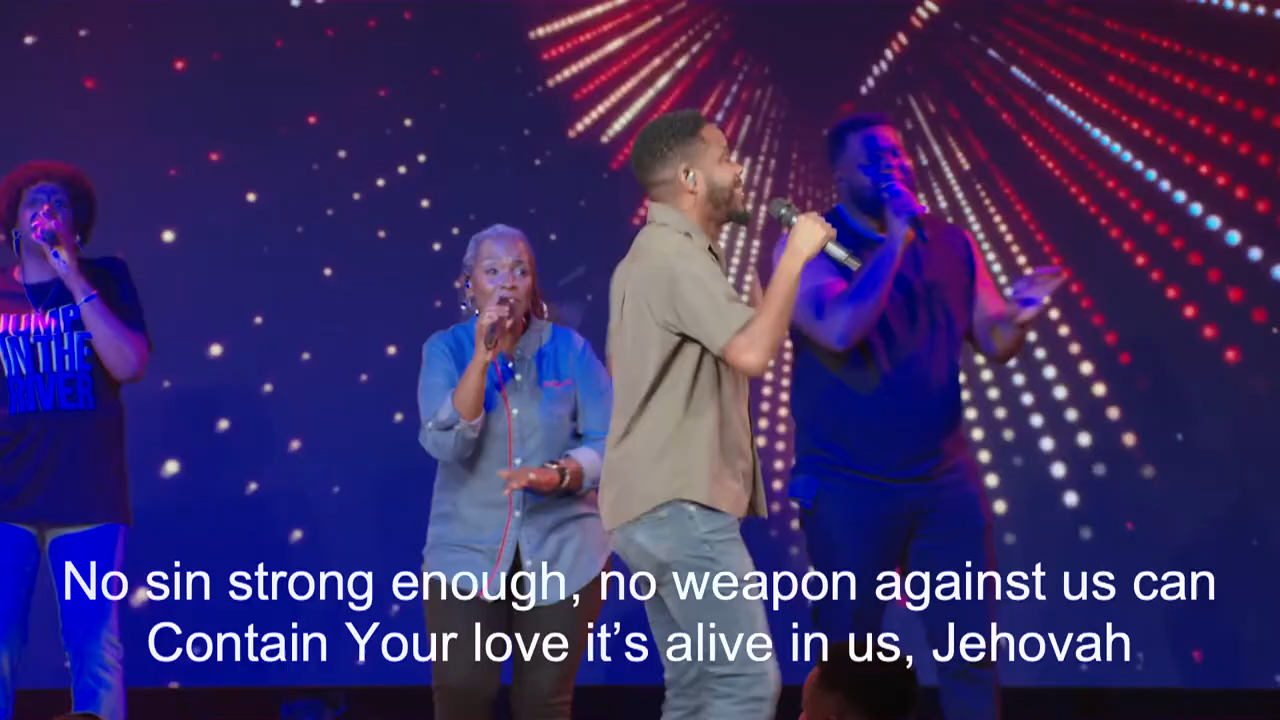 JUMP
IN THE
RIVER
No sin strong enough, no weapon against us can
Contain Your love it’s alive in us, Jehovah